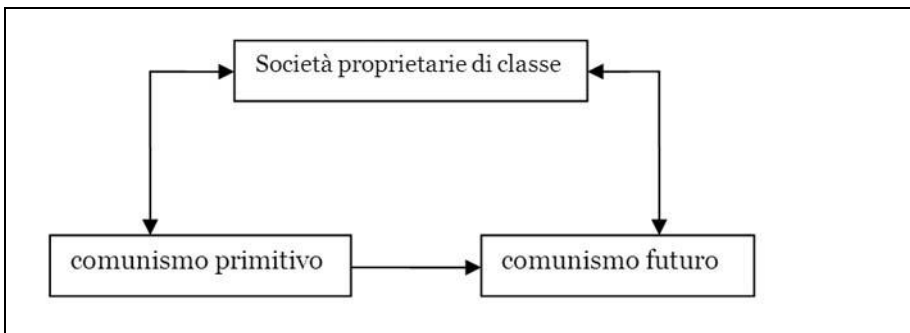 Società proprietarie di classe
comunismo primitivo
comunismo futuro